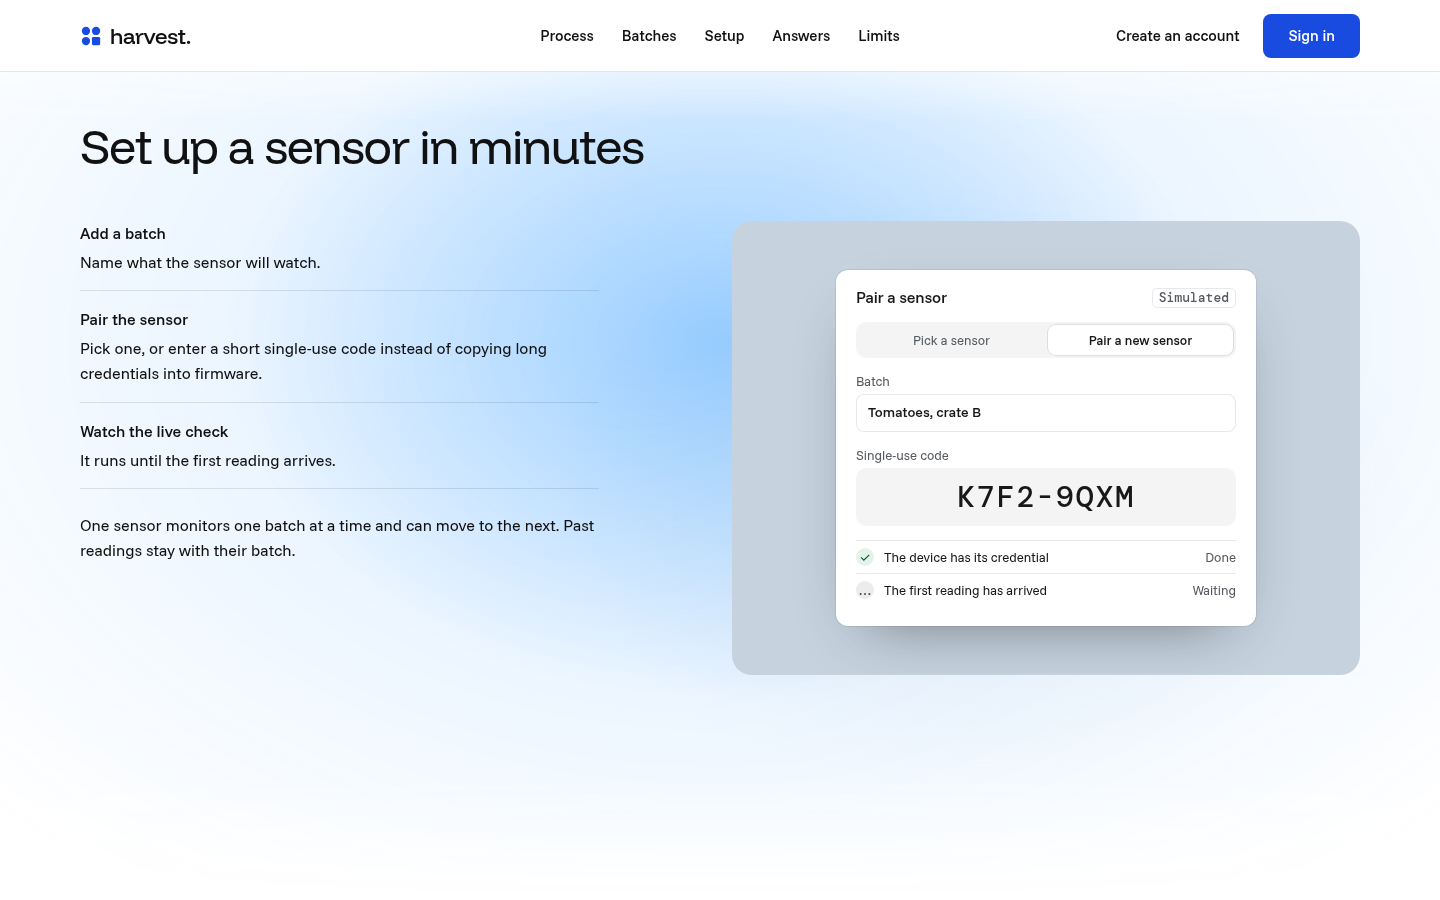 harvest.
Process
Batches
Setup
Answers
Limits
Create an account
Sign in
Set up a sensor in minutes
Add a batch
Name what the sensor will watch.
Pair the sensor
Pick one, or enter a short single-use code instead of copying long
credentials into firmware.
Watch the live check
It runs until the first reading arrives.
One sensor monitors one batch at a time and can move to the next. Past
readings stay with their batch.
Pair a sensor
Simulated
Pick a sensor
Pair a new sensor
Batch
Tomatoes, crate B
Single-use code
K7F2-9QXM
The device has its credential
Done
The first reading has arrived
Waiting